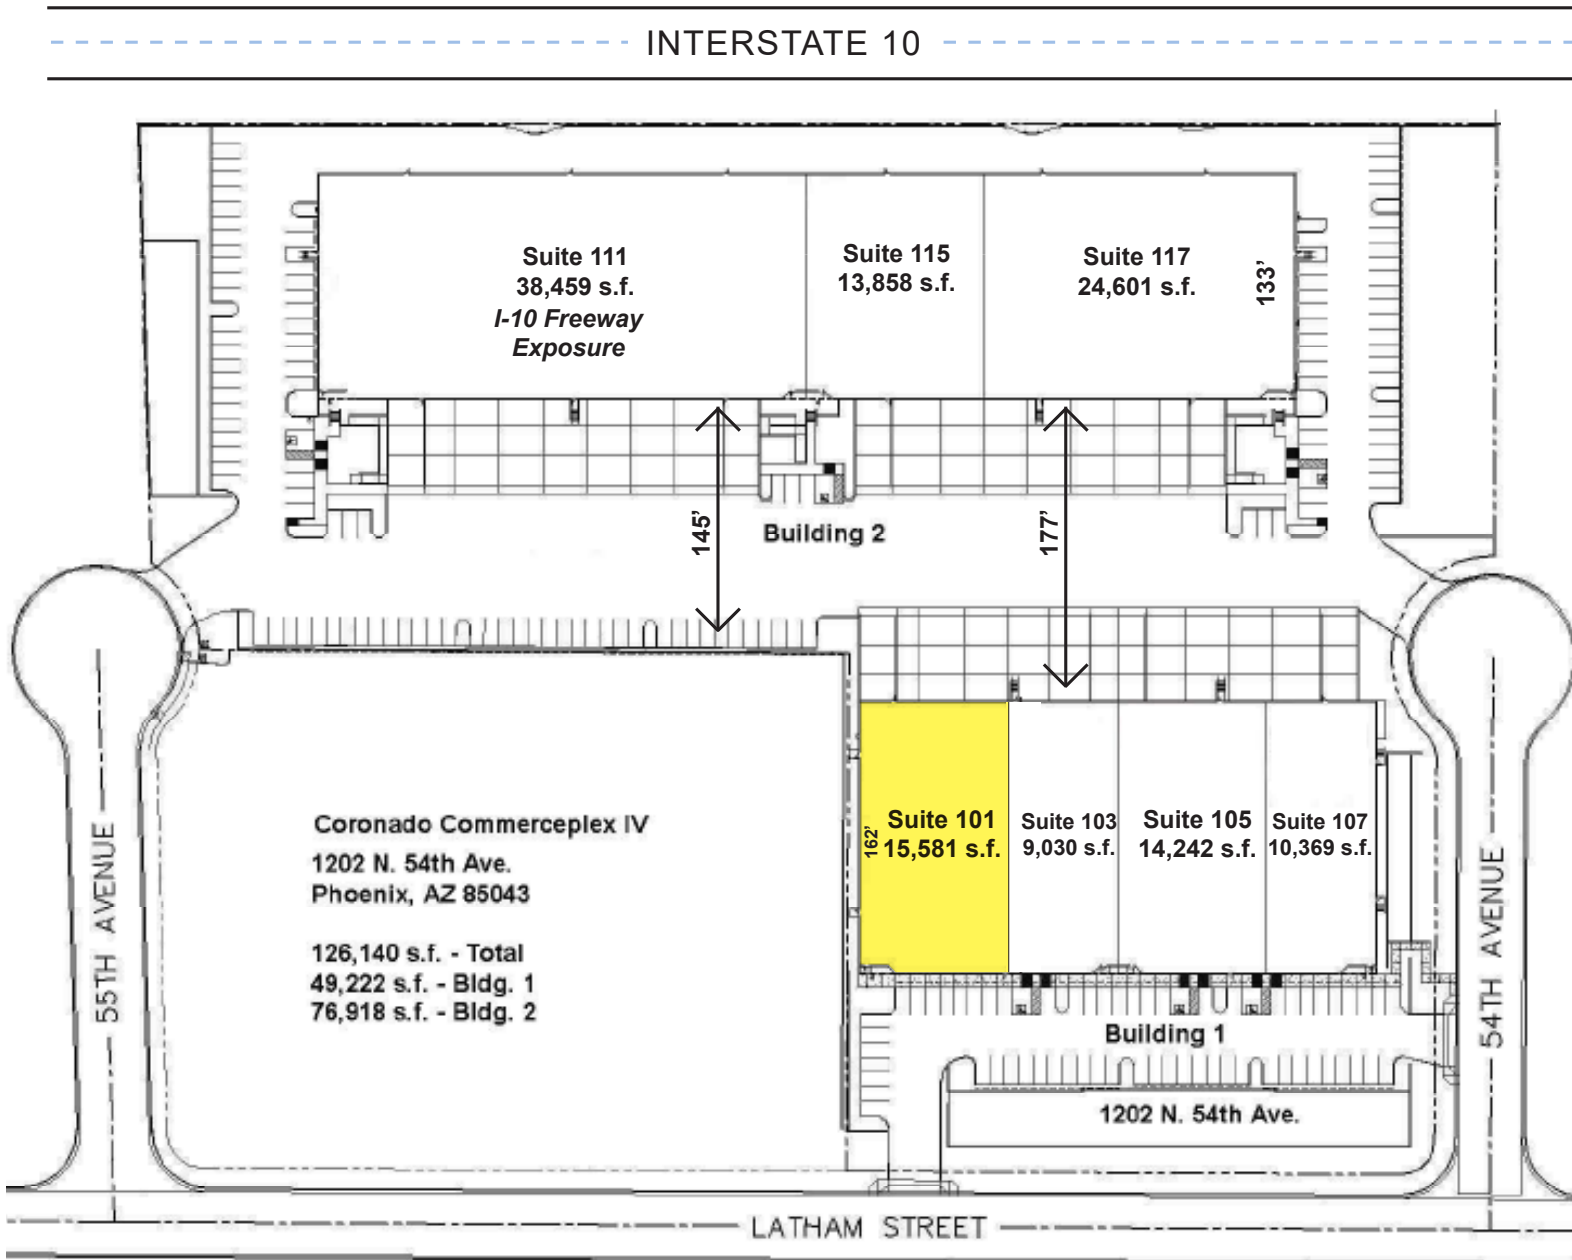 INTERSTATE 10
Suite 111
38,459 s.f.
I-10 Freeway
Exposure
Suite 115
13,858 s.f.
Suite 117
24,601 s.f.
133'
145'
Building 2
177'
Coronado Commerceplex IV
1202 N. 54th Ave.
Phoenix, AZ 85043
126,140 s.f. - Total
49,222 s.f. - Bldg. 1
76,918 s.f. - Bldg. 2
162'
Suite 101
15,581 s.f.
Suite 103
9,030 s.f.
Suite 105
14,242 s.f.
Suite 107
10,369 s.f.
Building 1
1202 N. 54th Ave.
55TH AVENUE
54TH AVENUE
LATHAM STREET